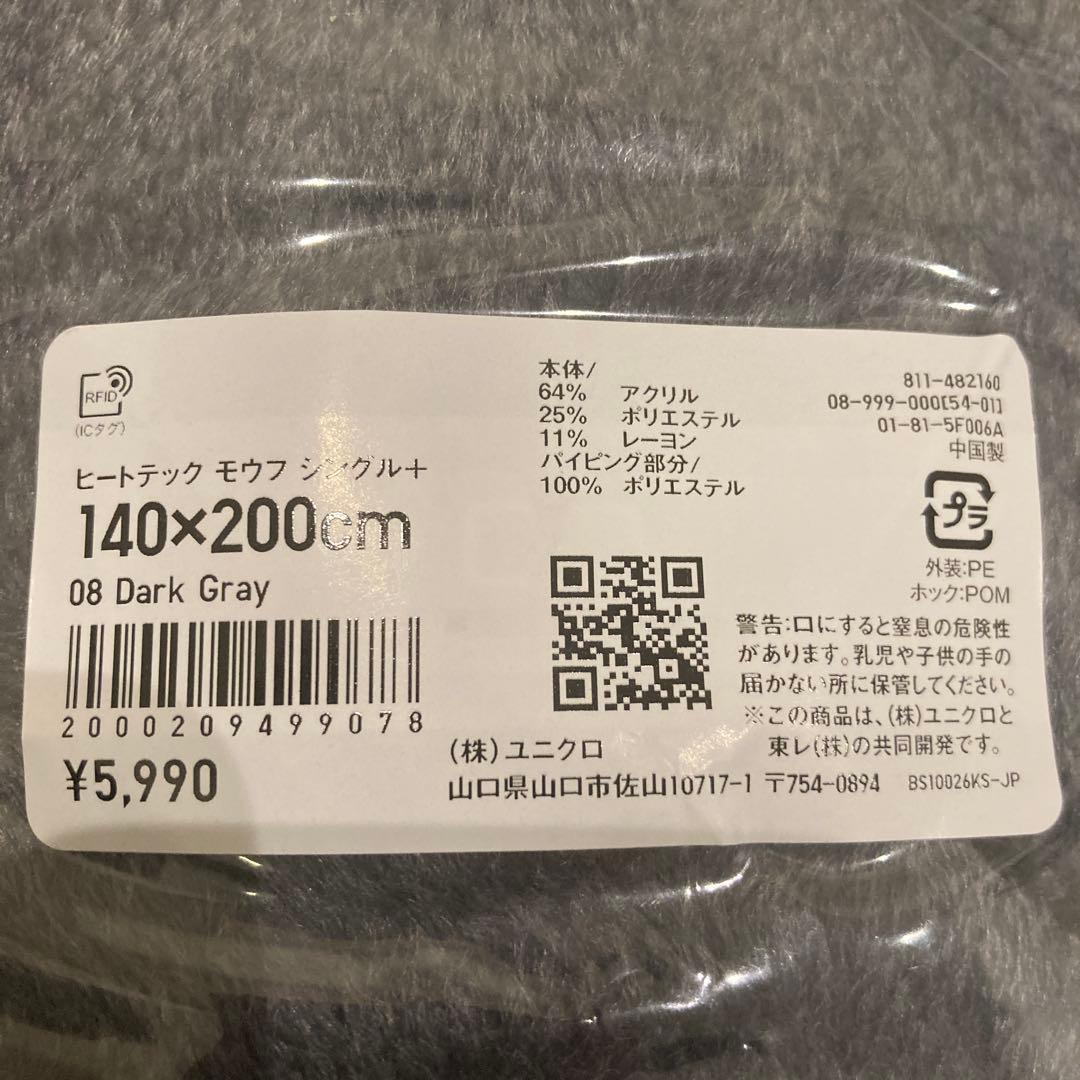 RFID
(ICタグ)
ヒートテック モウフ シングル+
140×200cm
08 Dark Gray
2000209499078
¥5,990
本体/
64% アクリル
25% ポリエステル
11% レーヨン
パイピング部分/
100% ポリエステル
811-482160
08-999-000[54-01]
01-81-5F006A
中国製
プラ
外装:PE
ホック:POM
警告:口にすると窒息の危険性
があります。乳児や子供の手の
届かない所に保管してください。
※この商品は、(株)ユニクロと
東レ(株)の共同開発です。
(株)ユニクロ
山口県山口市佐山10717-1 〒754-0894
BS10026KS-JP